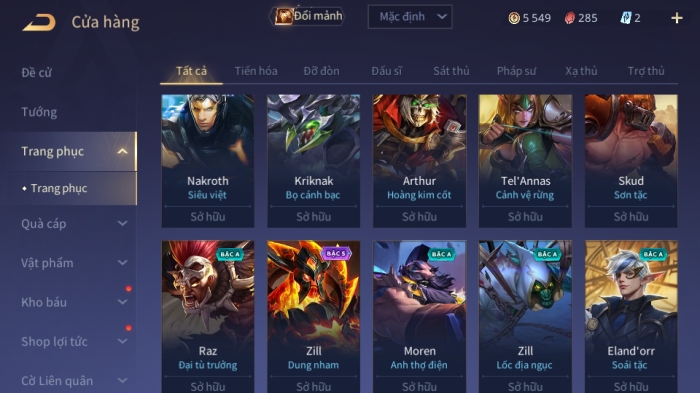 Cửa hàng
Đổi mảnh
Mặc định
5 549
285
2
Đề cử
Tướng
Trang phục
Trang phục
Quà cáp
Vật phẩm
Kho báu
Shop lợi tức
Cờ Liên quân
Tất cả Tiến hóa Đỡ đòn Đấu sĩ Sát thủ Pháp sư Xạ thủ Trợ thủ
Nakroth Kriknak Arthur Tel'Annas Skud
Siêu việt Bọ cánh bạc Hoàng kim cốt Cảnh vệ rừng Sơn tặc
Sở hữu Sở hữu Sở hữu Sở hữu Sở hữu
BẬC A BẬC S BẬC A BẬC A BẬC A
Raz Zill Moren Zill Eland'orr
Đại tù trưởng Dung nham Anh thợ điện Lốc địa ngục Soái tặc
Sở hữu Sở hữu Sở hữu Sở hữu Sở hữu